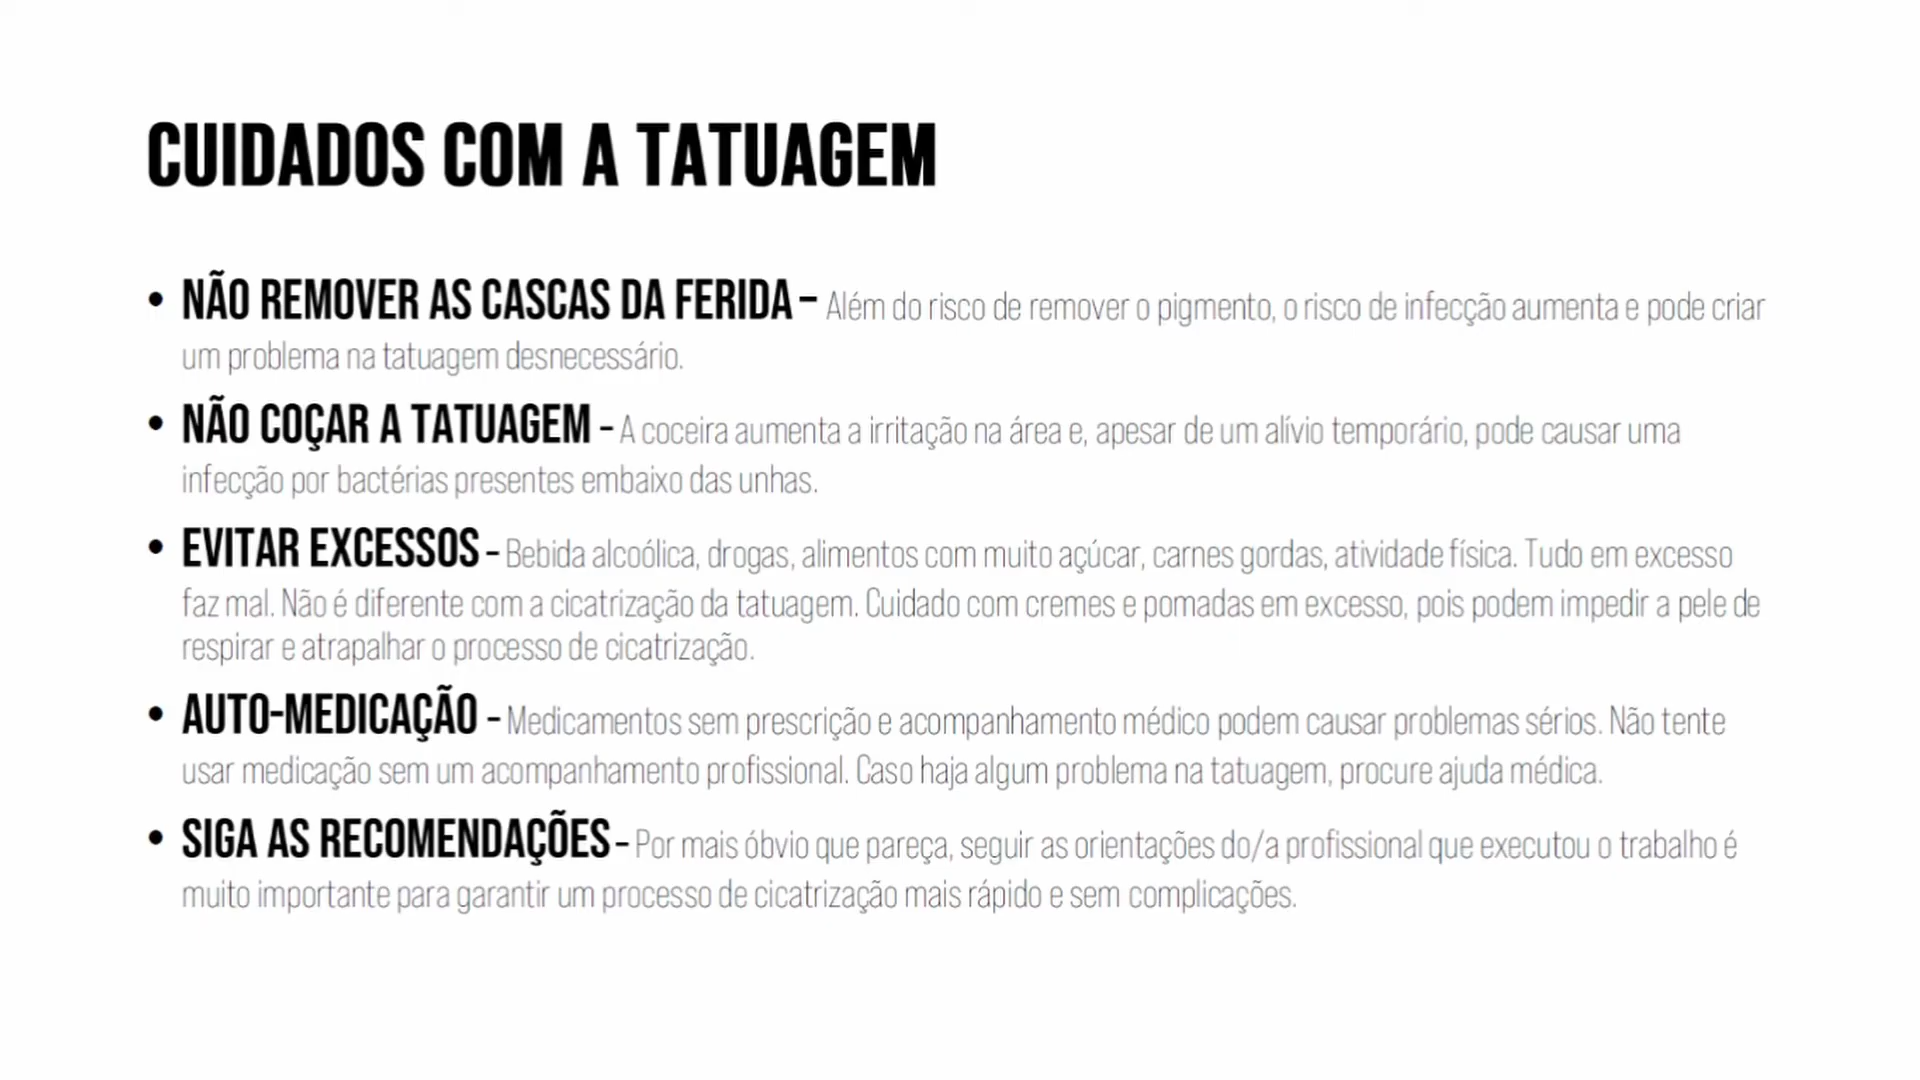 CUIDADOS COM A TATUAGEM
• NÃO REMOVER AS CASCAS DA FERIDA – Além do risco de remover o pigmento, o risco de infecção aumenta e pode criar
um problema na tatuagem desnecessário.
• NÃO COÇAR A TATUAGEM – A coceira aumenta a irritação na área e, apesar de um alívio temporário, pode causar uma
infecção por bactérias presentes embaixo das unhas.
• EVITAR EXCESSOS – Bebida alcoólica, drogas, alimentos com muito açúcar, carnes gordas, atividade física. Tudo em excesso
faz mal. Não é diferente com a cicatrização da tatuagem. Cuidado com cremes e pomadas em excesso, pois podem impedir a pele de
respirar e atrapalhar o processo de cicatrização.
• AUTO-MEDICAÇÃO – Medicamentos sem prescrição e acompanhamento médico podem causar problemas sérios. Não tente
usar medicação sem um acompanhamento profissional. Caso haja algum problema na tatuagem, procure ajuda médica.
• SIGA AS RECOMENDAÇÕES – Por mais óbvio que pareça, seguir as orientações do/a profissional que executou o trabalho é
muito importante para garantir um processo de cicatrização mais rápido e sem complicações.